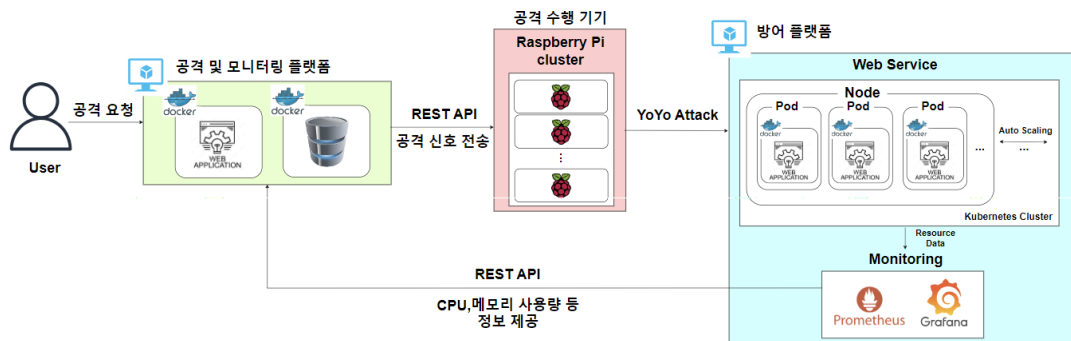 공격 수행 기기
방어 플랫폼
공격 및 모니터링 플랫폼
Raspberry Pi
cluster
Web Service
Node
Pod
Pod
Pod
docker
docker
docker
docker
docker
공격 요청
REST API
공격 신호 전송
YoYo Attack
Auto Scaling
...
...
...
WEB
APPLICATION
WEB
APPLICATION
WEB
APPLICATION
WEB
APPLICATION
User
Kubernetes Cluster
Resource
Data
Monitoring
REST API
CPU,메모리 사용량 등
정보 제공
Prometheus
Grafana